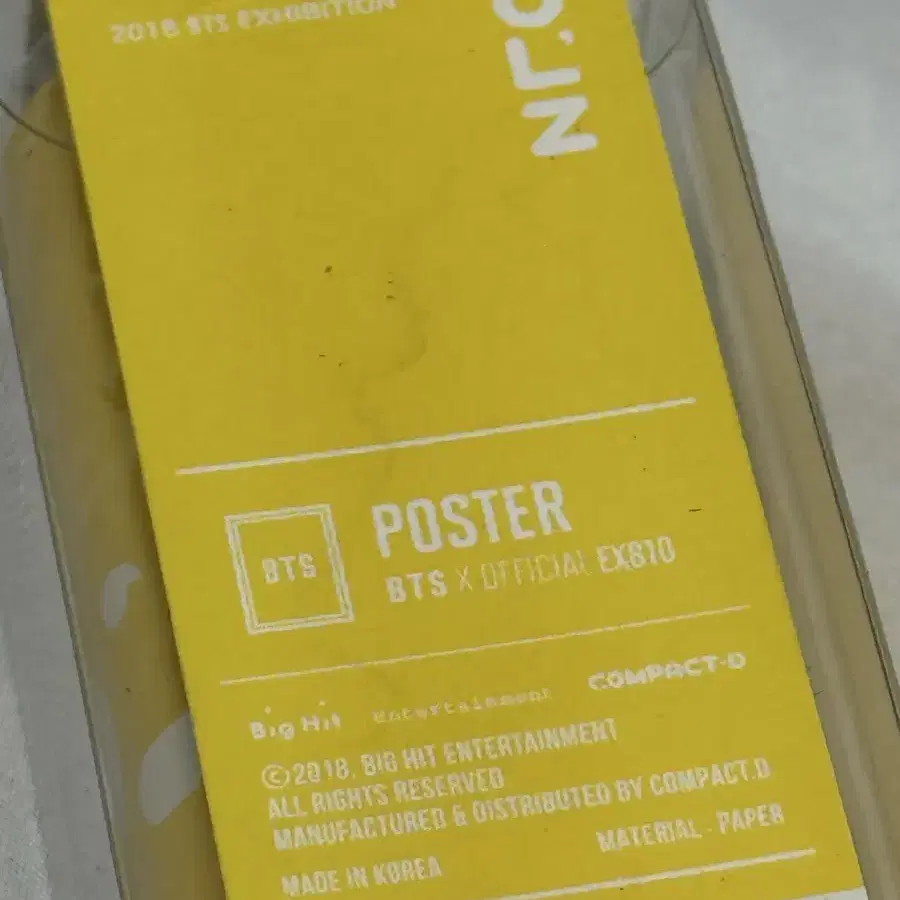 2018 BTS EXHIBITION
BTS
POSTER
BTS X OFFICIAL EX810
Big Hit Entertainment COMPACT-D
©2018. BIG HIT ENTERTAINMENT
ALL RIGHTS RESERVED
MANUFACTURED & DISTRIBUTED BY COMPACT.D
MATERIAL - PAPER
MADE IN KOREA